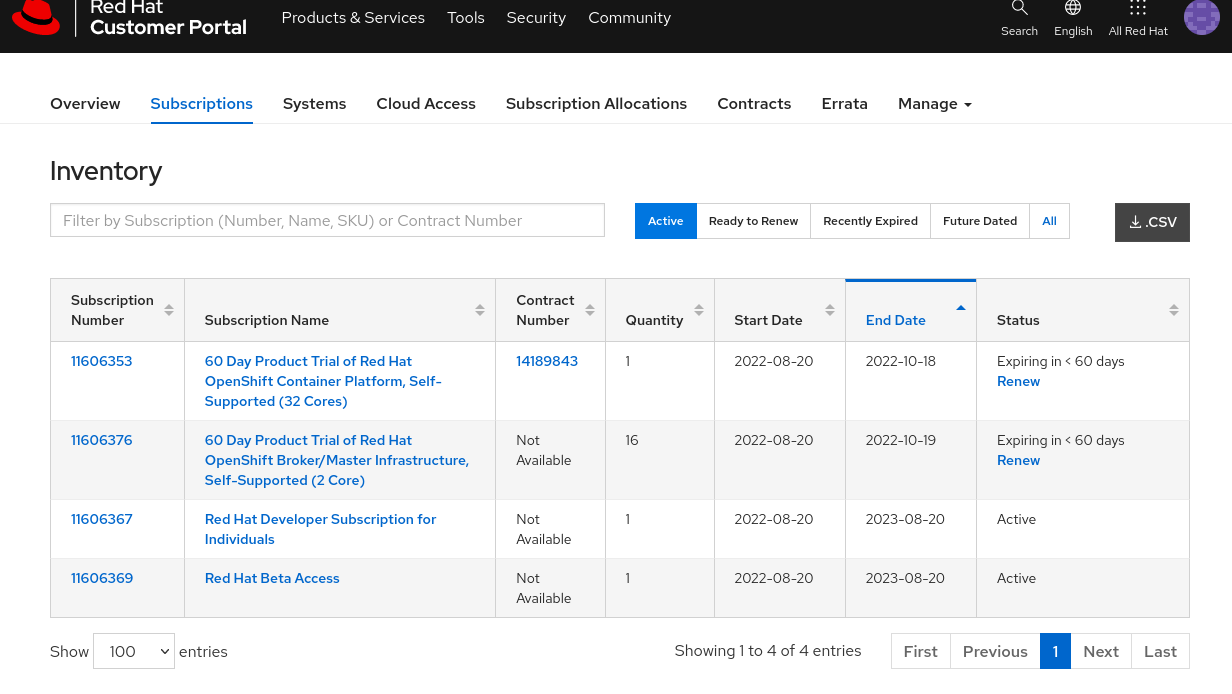 Red Hat
Customer Portal
Products & Services Tools Security Community
Search English All Red Hat
Overview Subscriptions Systems Cloud Access Subscription Allocations Contracts Errata Manage
Inventory
Filter by Subscription (Number, Name, SKU) or Contract Number
Active Ready to Renew Recently Expired Future Dated All
.CSV
Subscription Number Subscription Name Contract Number Quantity Start Date End Date Status
11606353 60 Day Product Trial of Red Hat 14189843 1 2022-08-20 2022-10-18 Expiring in < 60 days
OpenShift Container Platform, Self- Renew
Supported (32 Cores)
11606376 60 Day Product Trial of Red Hat Not 16 2022-08-20 2022-10-19 Expiring in < 60 days
OpenShift Broker/Master Infrastructure, Available Renew
Self-Supported (2 Core)
11606367 Red Hat Developer Subscription for Not 1 2022-08-20 2023-08-20 Active
Individuals Available
11606369 Red Hat Beta Access Not 1 2022-08-20 2023-08-20 Active
Available
Show 100 entries Showing 1 to 4 of 4 entries First Previous 1 Next Last